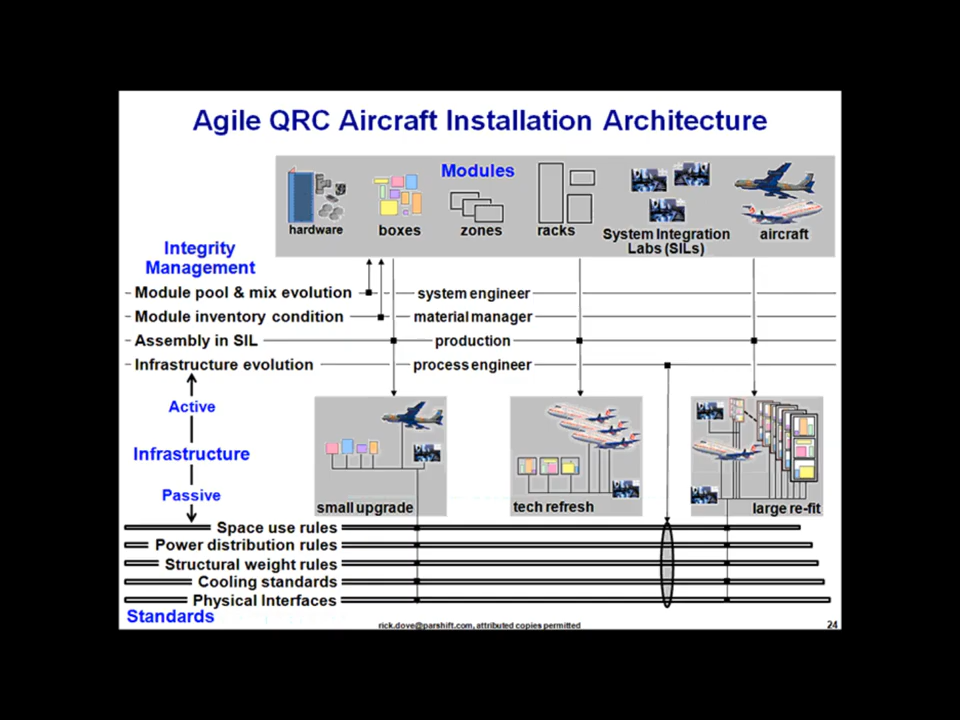 Agile QRC Aircraft Installation Architecture
Modules
hardware
boxes
zones
racks
System Integration
Labs (SILs)
aircraft
Integrity
Management
Module pool & mix evolution
system engineer
Module inventory condition
material manager
Assembly in SIL
production
Infrastructure evolution
process engineer
Active
Infrastructure
Passive
small upgrade
tech refresh
large re-fit
Space use rules
Power distribution rules
Structural weight rules
Cooling standards
Physical Interfaces
Standards
rick.dove@parshift.com, attributed copies permitted
24